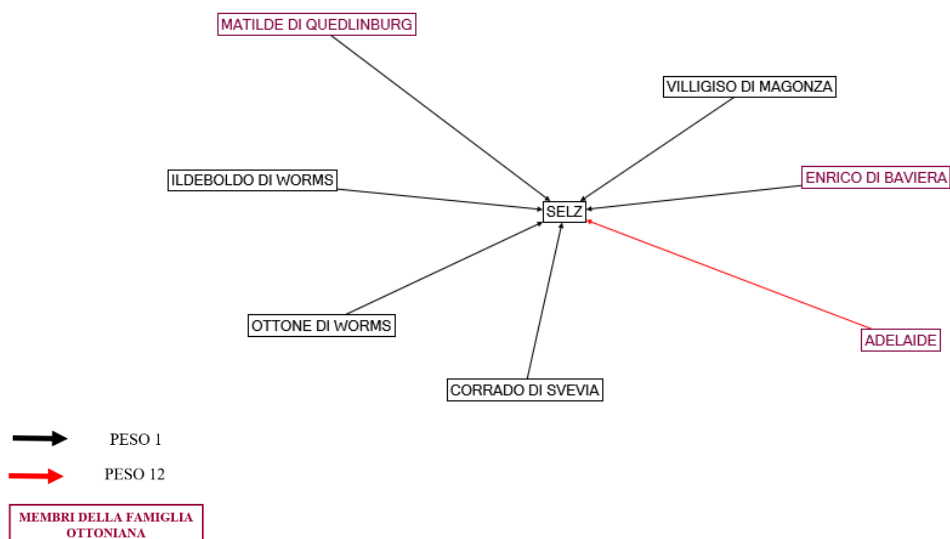 MATILDE DI QUEDLINBURG
VILLIGISO DI MAGONZA
ILDEBOLDO DI WORMS
ENRICO DI BAVIERA
SELZ
OTTONE DI WORMS
ADELAIDE
CORRADO DI SVEVIA
PESO 1
PESO 12
MEMBRI DELLA FAMIGLIA
OTTONIANA